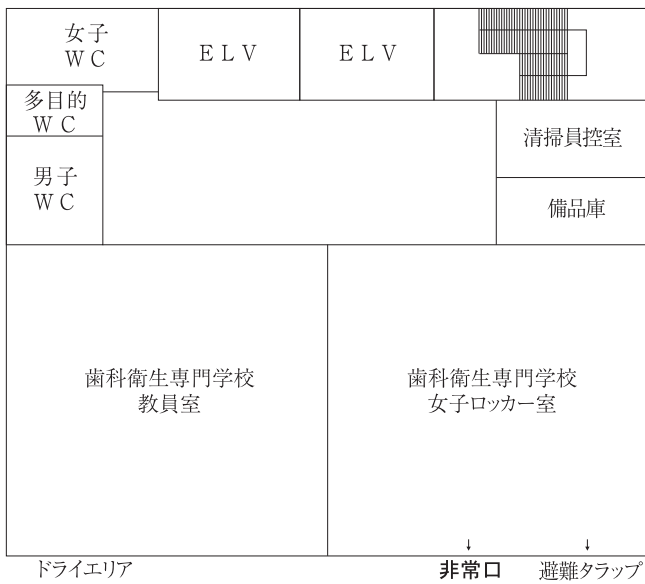 女子
ＷＣ
ＥＬＶ
ＥＬＶ
多目的
ＷＣ
清掃員控室
男子
ＷＣ
備品庫
歯科衛生専門学校
教員室
歯科衛生専門学校
女子ロッカー室
↓
↓
ドライエリア
非常口
避難タラップ